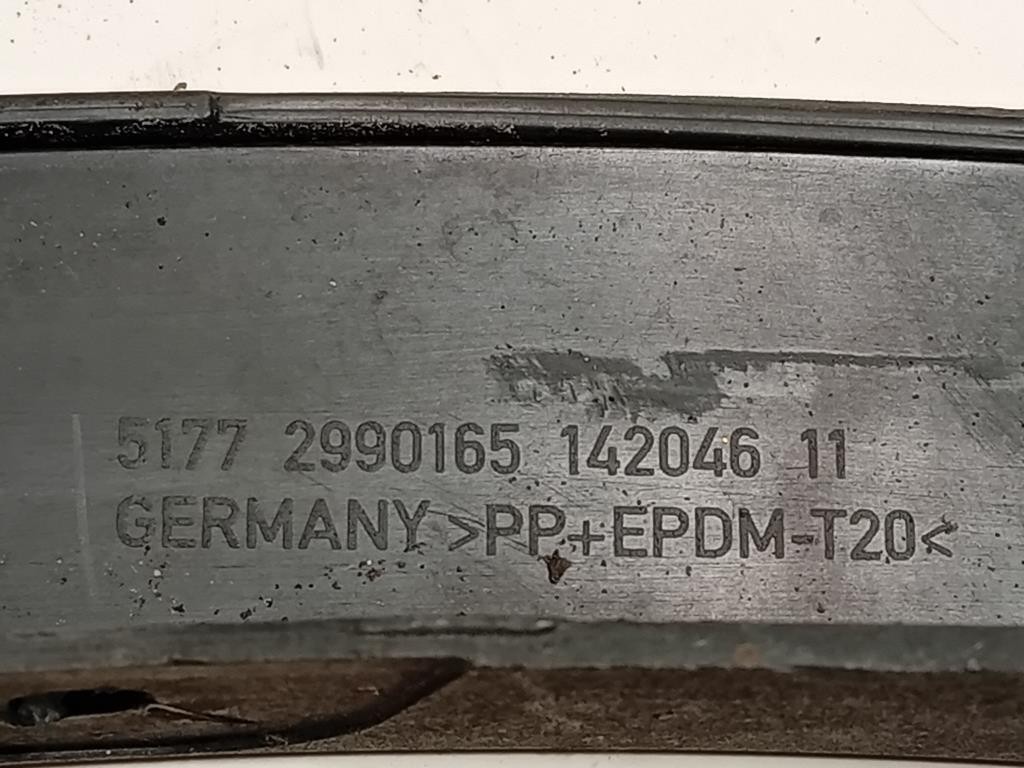 5177 2990165 142046 11
GERMANY >PP+EPDM-T20<